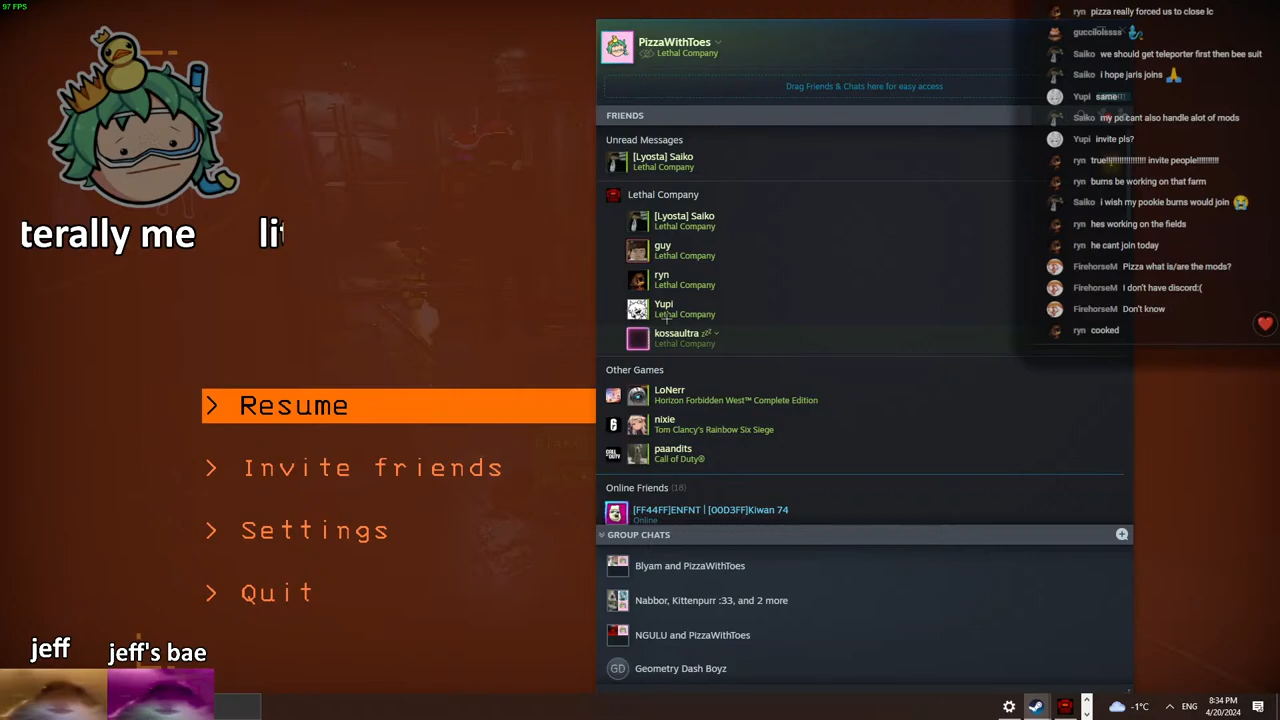 97 FPS
terally me
lit
> Resume
> Invite friends
> Settings
> Quit
jeff
jeff's bae
PizzaWithToes
Lethal Company
Drag Friends & Chats here for easy access
FRIENDS
Unread Messages
[Lyosta] Saiko
Lethal Company
Lethal Company
[Lyosta] Saiko
Lethal Company
guy
Lethal Company
ryn
Lethal Company
Yupi
Lethal Company
kossaultra zzz
Lethal Company
Other Games
LoNerr
Horizon Forbidden West™ Complete Edition
nixie
Tom Clancy's Rainbow Six Siege
paandits
Call of Duty®
Online Friends (18)
[FF44FF]ENFNT | [00D3FF]Kiwan 74
Online
GROUP CHATS
Blyam and PizzaWithToes
Nabbor, Kittenpurr :33, and 2 more
NGULU and PizzaWithToes
GD Geometry Dash Boyz
ryn pizza really forced us to close lc
guccilolssss
Saiko we should get teleporter first then bee suit
Saiko i hope jaris joins 🙏
Yupi same
Saiko my pc cant also handle alot of mods
Yupi invite pls?
ryn true!!!!!!!!!!!!!!!!!! invite people!!!!!!!!!!
ryn burns be working on that farm
Saiko i wish my pookie burns would join 😭
ryn hes working on the fields
ryn he cant join today
FirehorseM Pizza what is/are the mods?
FirehorseM I don't have discord:(
FirehorseM Don't know
ryn cooked
-1°C
ENG
8:34 PM
4/20/2024